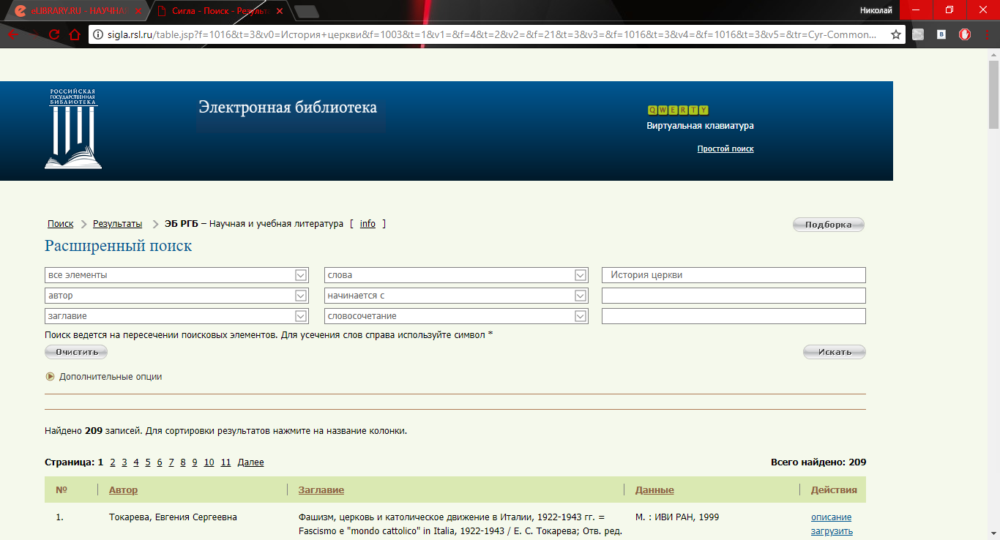 eLIBRARY.RU - НАУЧНАЯ
Сигла - Поиск - Результа
Николай
sigla.rsl.ru/table.jsp?f=1016&t=3&v0=История+церкви&f=1003&t=1&v1=&f=4&t=2&v2=&f=21&t=3&v3=&f=1016&t=3&v4=&f=1016&t=3&v5=&tr=Cyr-Common...
B
РОССИЙСКАЯ
ГОСУДАРСТВЕННАЯ
БИБЛИОТЕКА
Электронная библиотека
QWERTY
Виртуальная клавиатура
Простой поиск
Поиск Результаты ЭБ РГБ – Научная и учебная литература [ info ]
Подборка
Расширенный поиск
все элементы слова История церкви
автор начинается с
заглавие словосочетание
Поиск ведется на пересечении поисковых элементов. Для усечения слов справа используйте символ *
Очистить Искать
Дополнительные опции
Найдено 209 записей. Для сортировки результатов нажмите на название колонки.
Страница: 1 2 3 4 5 6 7 8 9 10 11 Далее Всего найдено: 209
№ Автор Заглавие Данные Действия
1. Токарева, Евгения Сергеевна Фашизм, церковь и католическое движение в Италии, 1922-1943 гг. = М. : ИВИ РАН, 1999 описание
Fascismo e "mondo cattolico" in Italia, 1922-1943 / Е. С. Токарева; Отв. ред. загрузить